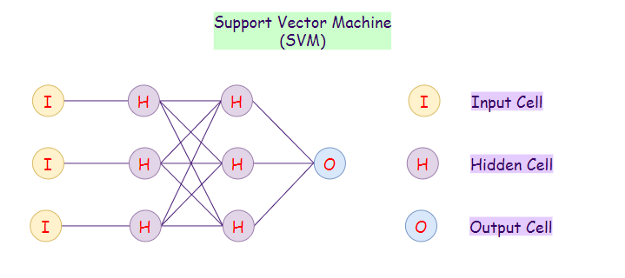 Support Vector Machine
(SVM)
I H H I Input Cell
I H H O H Hidden Cell
I H H O Output Cell